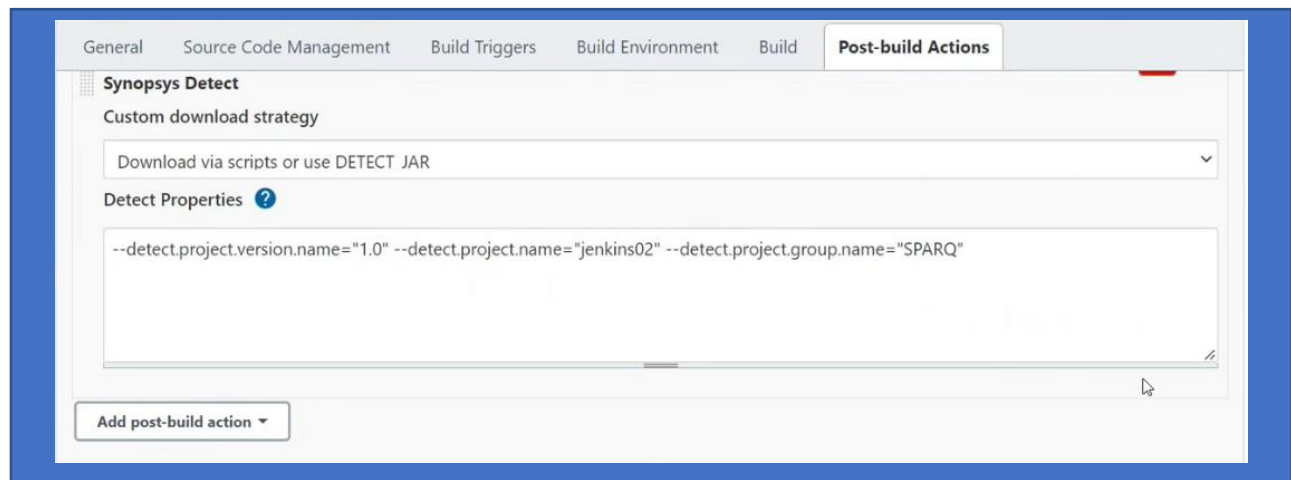 General Source Code Management Build Triggers Build Environment Build Post-build Actions
Synopsys Detect
Custom download strategy
Download via scripts or use DETECT_JAR
Detect Properties ?
--detect.project.version.name="1.0" --detect.project.name="jenkins02" --detect.project.group.name="SPARQ"
Add post-build action